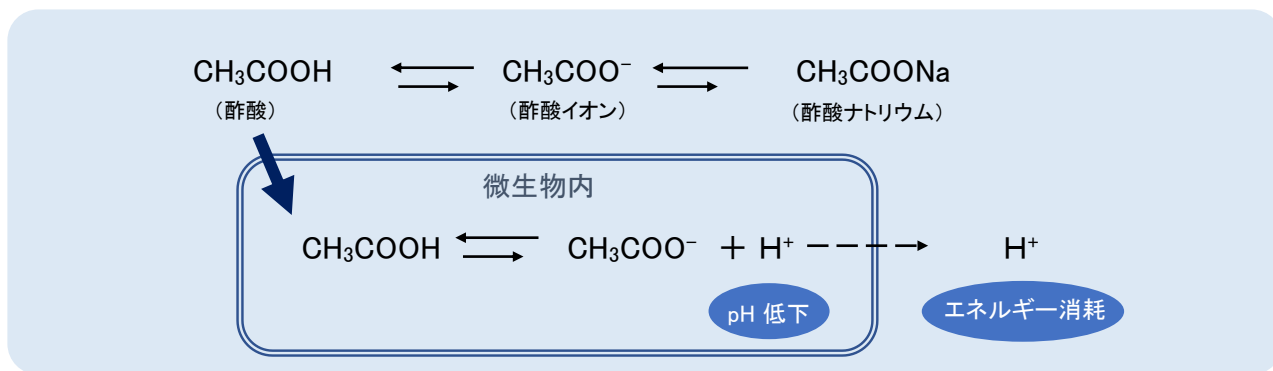 CH₃COOH CH₃COO⁻ CH₃COONa
（酢酸） （酢酸イオン） （酢酸ナトリウム）
微生物内
CH₃COOH CH₃COO⁻ ＋ H⁺ H⁺
pH 低下 エネルギー消耗